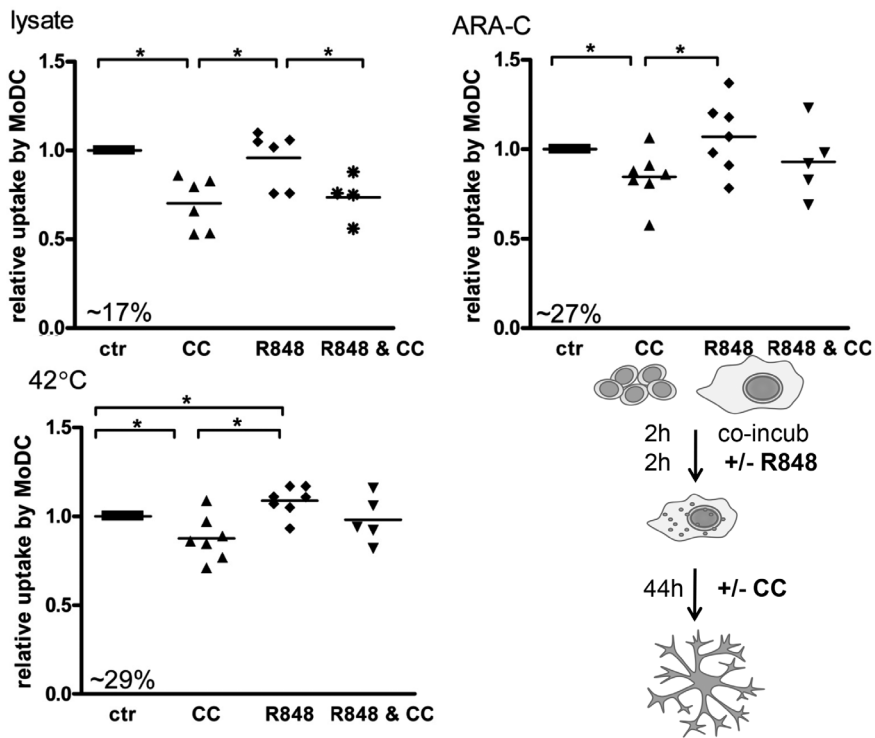 lysate
relative uptake by MoDC
1.5
1.0
0.5
0.0
* * *
~17%
ctr CC R848 R848 & CC
ARA-C
relative uptake by MoDC
1.5
1.0
0.5
0.0
* *
~27%
ctr CC R848 R848 & CC
42°C
relative uptake by MoDC
1.5
1.0
0.5
0.0
*
* *
~29%
ctr CC R848 R848 & CC
2h co-incub
2h +/- R848
44h +/- CC